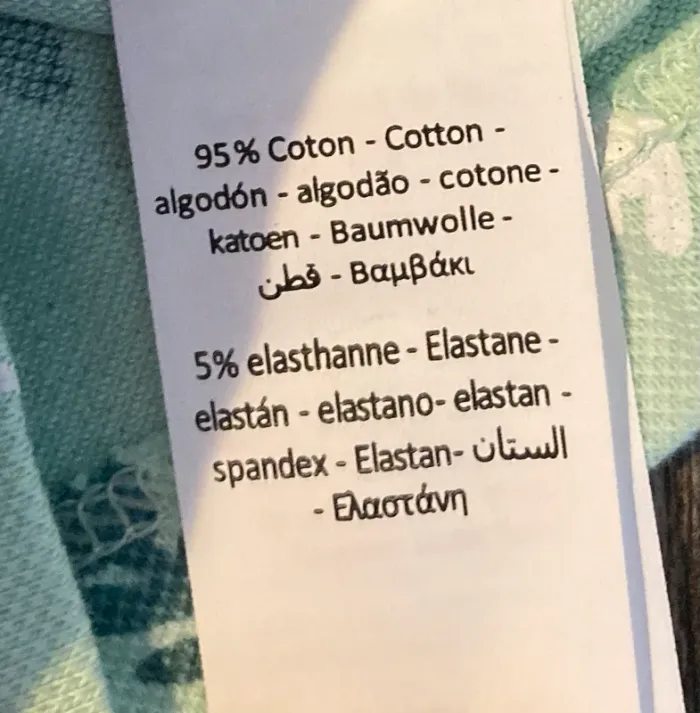 95% Coton - Cotton -
algodón - algodão - cotone -
katoen - Baumwolle -
قطن - Βαμβάκι
5% elasthanne - Elastane -
elastán - elastano- elastan -
spandex - Elastan- الستان
- Ελαστάνη